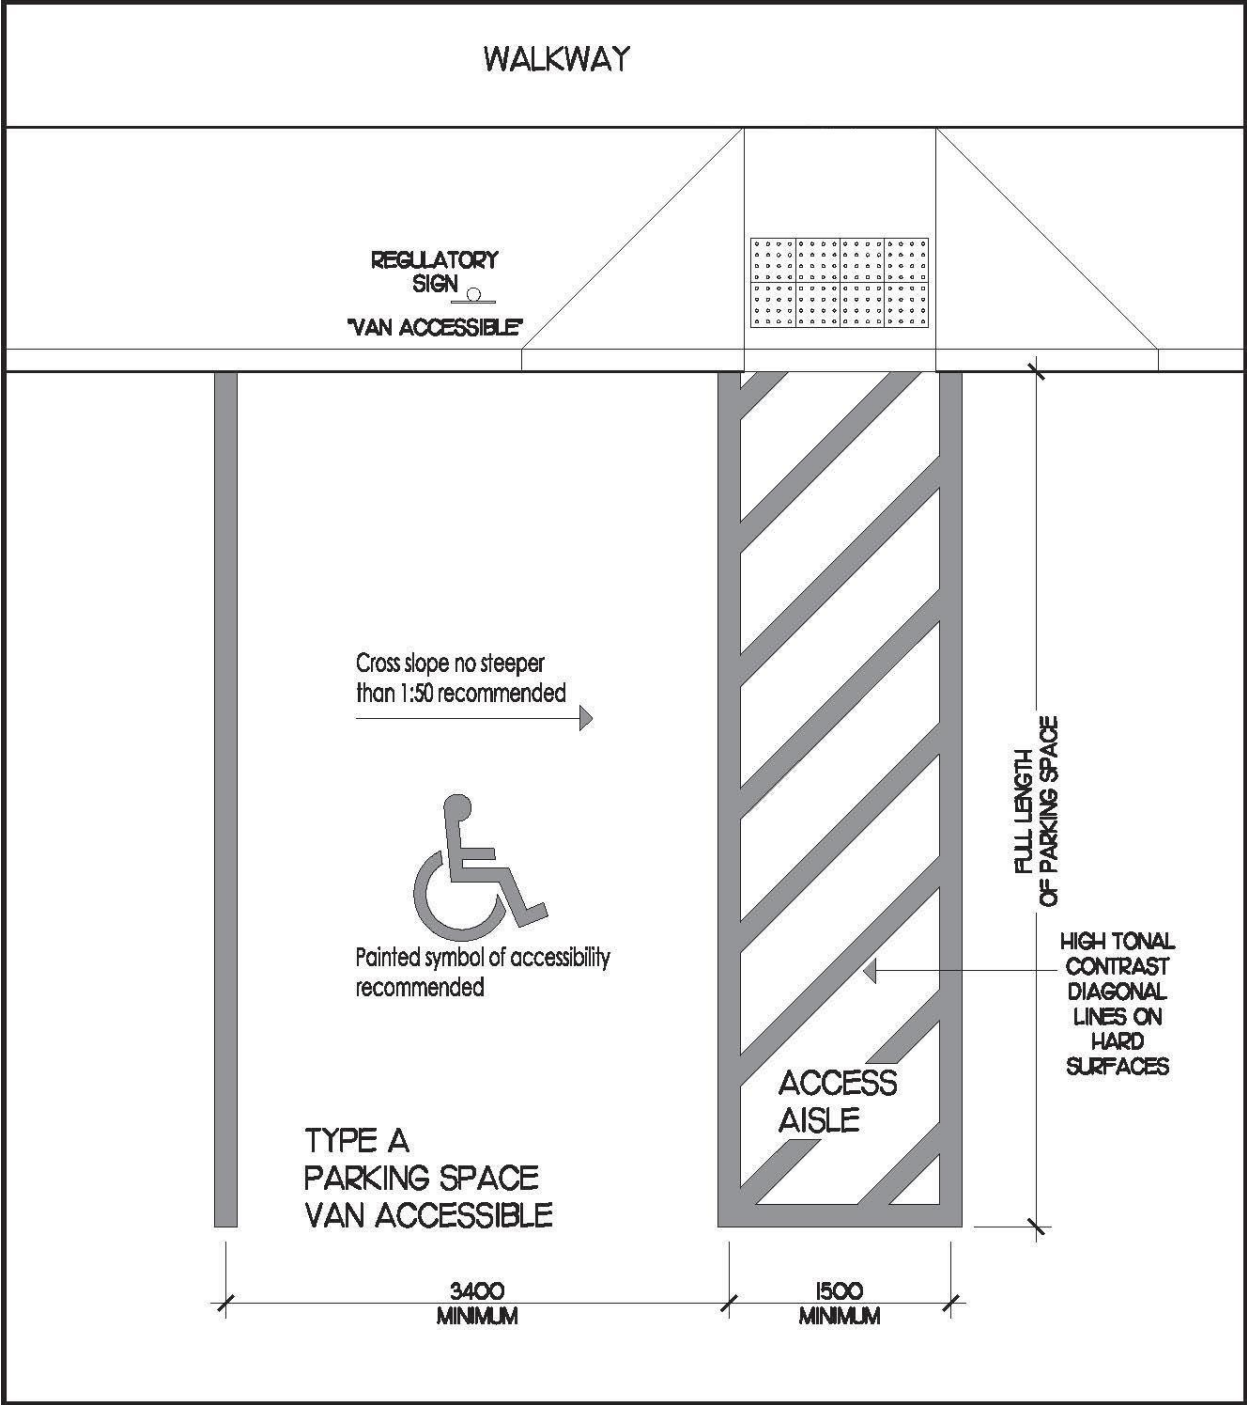 WALKWAY
REGULATORY
SIGN
"VAN ACCESSIBLE"
Cross slope no steeper
than 1:50 recommended
Painted symbol of accessibility
recommended
FULL LENGTH
OF PARKING SPACE
HIGH TONAL
CONTRAST
DIAGONAL
LINES ON
HARD
SURFACES
ACCESS
AISLE
TYPE A
PARKING SPACE
VAN ACCESSIBLE
3400
MINIMUM
1500
MINIMUM